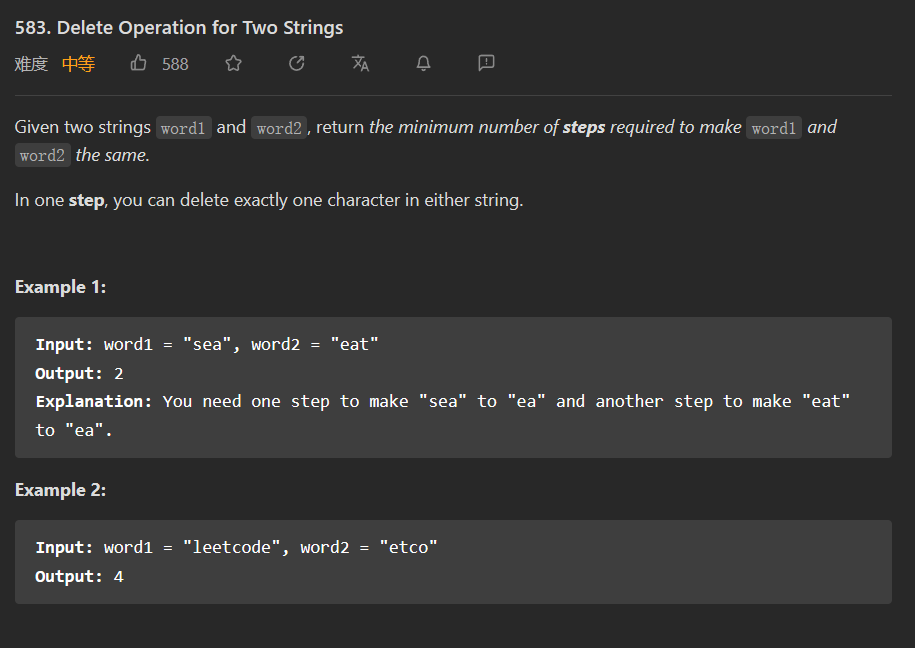 583. Delete Operation for Two Strings
难度 中等 588
Given two strings word1 and word2, return the minimum number of steps required to make word1 and
word2 the same.
In one step, you can delete exactly one character in either string.
Example 1:
Input: word1 = "sea", word2 = "eat"
Output: 2
Explanation: You need one step to make "sea" to "ea" and another step to make "eat"
to "ea".
Example 2:
Input: word1 = "leetcode", word2 = "etco"
Output: 4